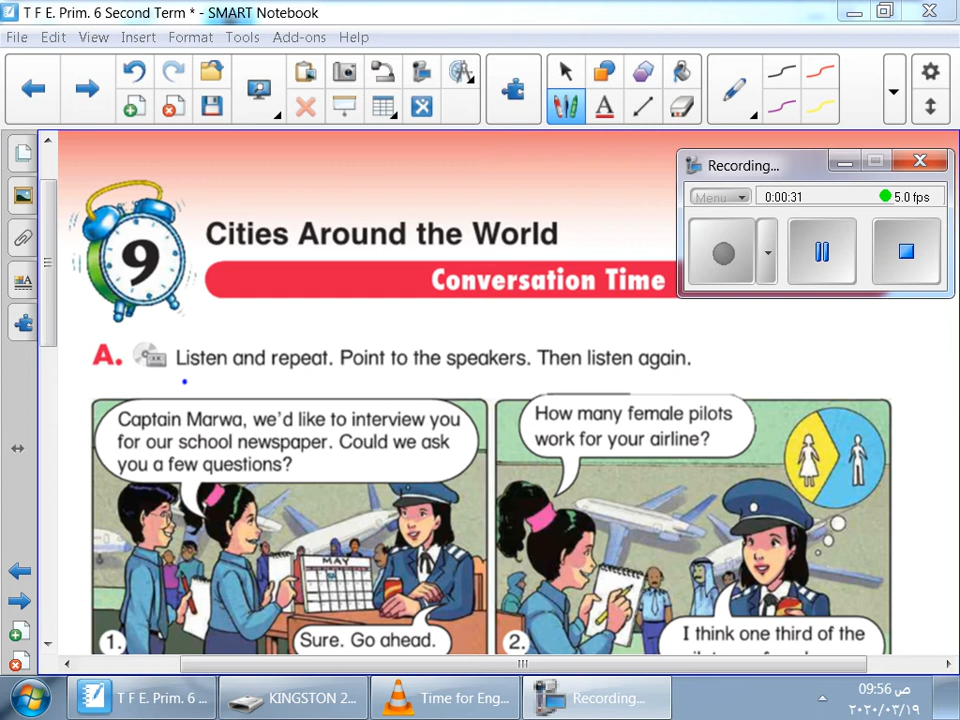 T F E. Prim. 6 Second Term * - SMART Notebook
File Edit View Insert Format Tools Add-ons Help
Recording...
Menu 0:00:31 5.0 fps
9
Cities Around the World
Conversation Time
A. Listen and repeat. Point to the speakers. Then listen again.
Captain Marwa, we'd like to interview you
for our school newspaper. Could we ask
you a few questions?
MAY
1.
Sure. Go ahead.
How many female pilots
work for your airline?
2.
I think one third of the
T F E. Prim. 6 ...
KINGSTON 2...
Time for Eng...
Recording...
09:56 ص
٢٠٢٠/٠٣/١٩